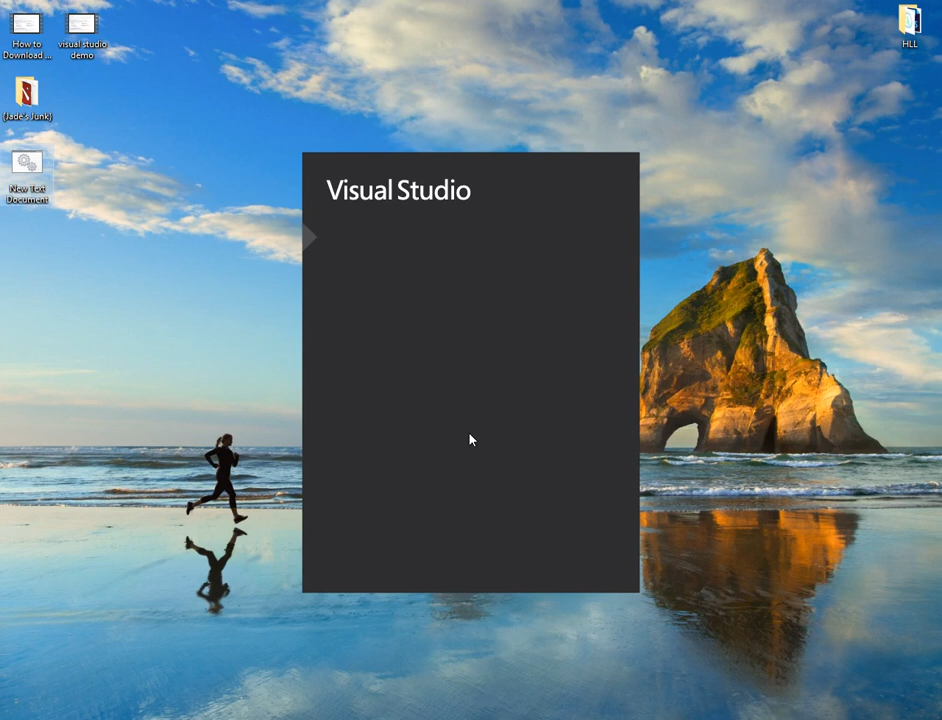 How to
Download ...
visual studio
demo
HLL
(Jade's Junk)
New Text
Document
Visual Studio